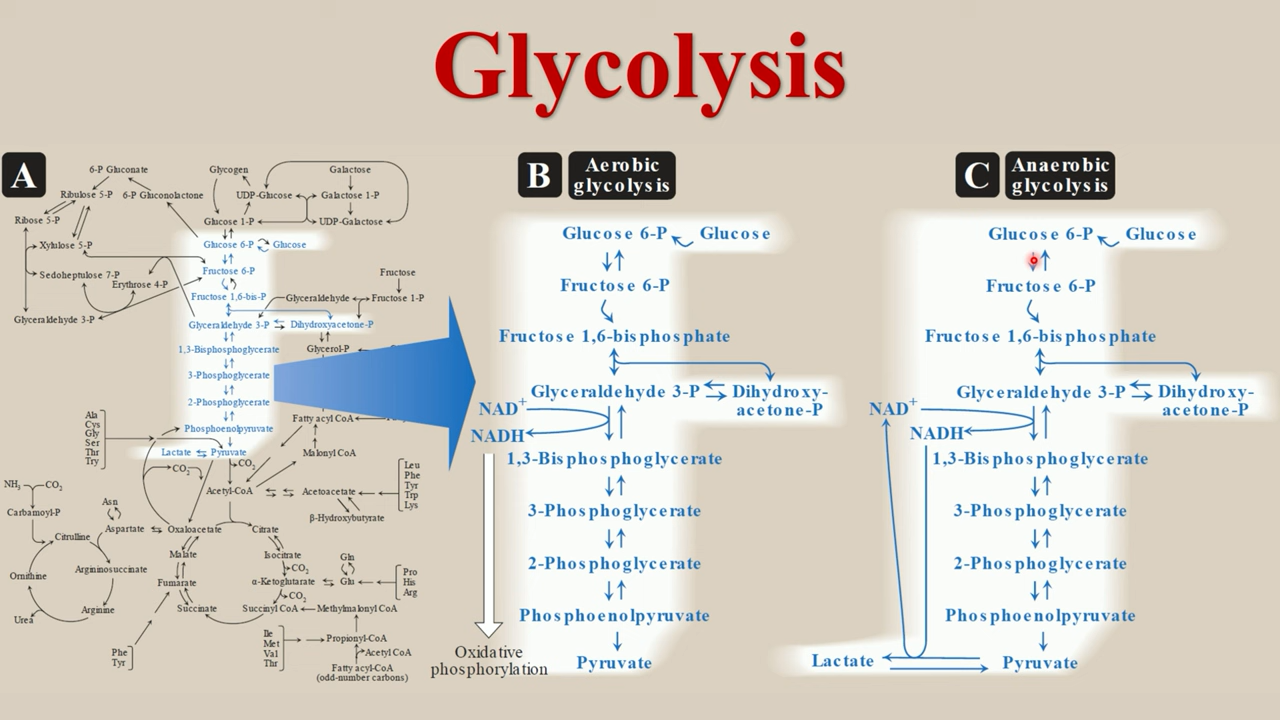 Glycolysis
A
6-P Gluconate
Glycogen
Galactose
Ribulose 5-P
6-P Gluconolactone
UDP-Glucose
Galactose 1-P
Ribose 5-P
Glucose 1-P
UDP-Galactose
Xylulose 5-P
Glucose 6-P
Glucose
Sedoheptulose 7-P
Erythrose 4-P
Fructose 6-P
Fructose
Fructose 1,6-bis-P
Glyceraldehyde
Fructose 1-P
Glyceraldehyde 3-P
Glyceraldehyde 3-P
Dihydroxyacetone-P
1,3-Bisphosphoglycerate
Glycerol-P
3-Phosphoglycerate
2-Phosphoglycerate
Fatty acyl CoA
Phosphoenolpyruvate
Ala
Cys
Gly
Ser
Thr
Try
Lactate
Pyruvate
Malonyl CoA
CO2
CO2
Leu
Phe
Tyr
Trp
Lys
Acetyl-CoA
Acetoacetate
β-Hydroxybutyrate
NH3
CO2
Asn
Carbamoyl-P
Aspartate
Oxaloacetate
Citrate
Citrulline
Malate
Isocitrate
Gln
CO2
Ornithine
Argininosuccinate
Fumarate
α-Ketoglutarate
Glu
Pro
His
Arg
CO2
Arginine
Succinate
Succinyl CoA
Methylmalonyl CoA
Urea
Phe
Tyr
Ile
Met
Val
Thr
Propionyl-CoA
Acetyl CoA
Fatty acyl-CoA
(odd-number carbons)
B
Aerobic
glycolysis
Glucose 6-P
Glucose
Fructose 6-P
Fructose 1,6-bisphosphate
Glyceraldehyde 3-P
Dihydroxy-
acetone-P
NAD+
NADH
1,3-Bisphosphoglycerate
3-Phosphoglycerate
2-Phosphoglycerate
Phosphoenolpyruvate
Pyruvate
Oxidative
phosphorylation
C
Anaerobic
glycolysis
Glucose 6-P
Glucose
Fructose 6-P
Fructose 1,6-bisphosphate
Glyceraldehyde 3-P
Dihydroxy-
acetone-P
NAD+
NADH
1,3-Bisphosphoglycerate
3-Phosphoglycerate
2-Phosphoglycerate
Phosphoenolpyruvate
Lactate
Pyruvate